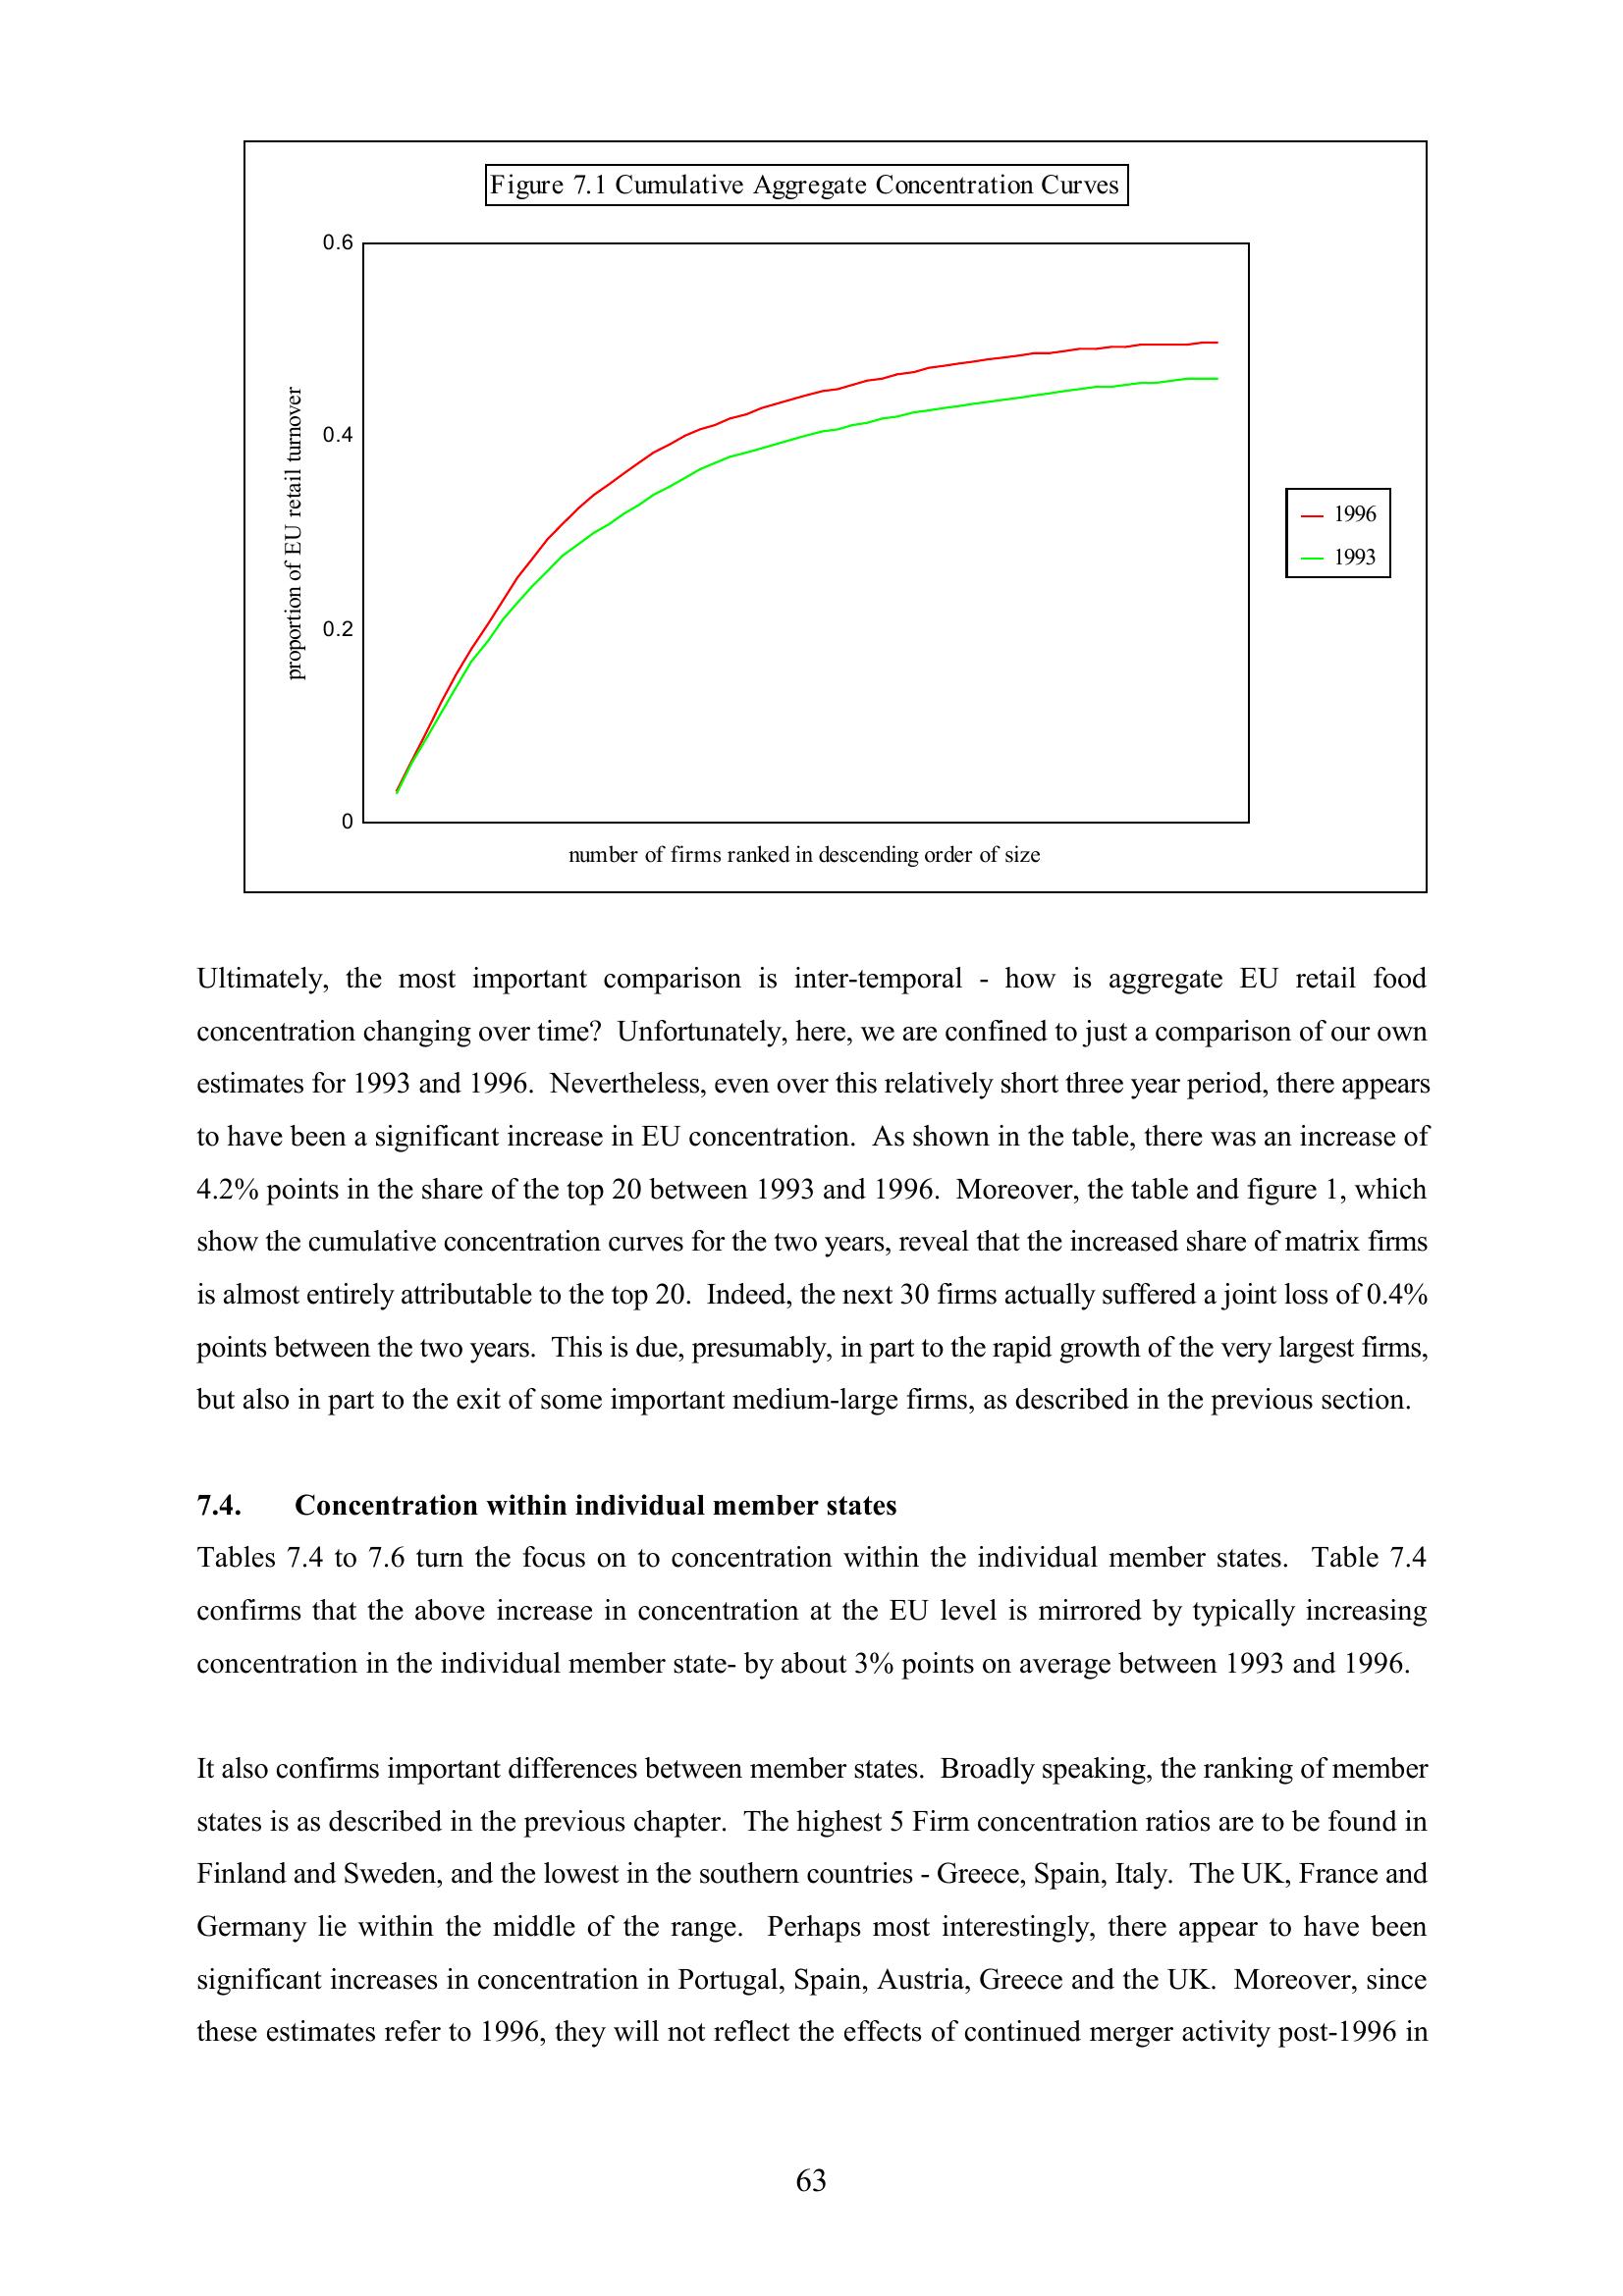 Figure 7.1 Cumulative Aggregate Concentration Curves
0.6
0.4
0.2
0
proportion of EU retail turnover
number of firms ranked in descending order of size
1996
1993
Ultimately, the most important comparison is inter-temporal - how is aggregate EU retail food
concentration changing over time?  Unfortunately, here, we are confined to just a comparison of our own
estimates for 1993 and 1996.  Nevertheless, even over this relatively short three year period, there appears
to have been a significant increase in EU concentration.  As shown in the table, there was an increase of
4.2% points in the share of the top 20 between 1993 and 1996.  Moreover, the table and figure 1, which
show the cumulative concentration curves for the two years, reveal that the increased share of matrix firms
is almost entirely attributable to the top 20.  Indeed, the next 30 firms actually suffered a joint loss of 0.4%
points between the two years.  This is due, presumably, in part to the rapid growth of the very largest firms,
but also in part to the exit of some important medium-large firms, as described in the previous section.
7.4. Concentration within individual member states
Tables 7.4 to 7.6 turn the focus on to concentration within the individual member states.  Table 7.4
confirms that the above increase in concentration at the EU level is mirrored by typically increasing
concentration in the individual member state- by about 3% points on average between 1993 and 1996.
It also confirms important differences between member states.  Broadly speaking, the ranking of member
states is as described in the previous chapter.  The highest 5 Firm concentration ratios are to be found in
Finland and Sweden, and the lowest in the southern countries - Greece, Spain, Italy.  The UK, France and
Germany lie within the middle of the range.  Perhaps most interestingly, there appear to have been
significant increases in concentration in Portugal, Spain, Austria, Greece and the UK.  Moreover, since
these estimates refer to 1996, they will not reflect the effects of continued merger activity post-1996 in
63